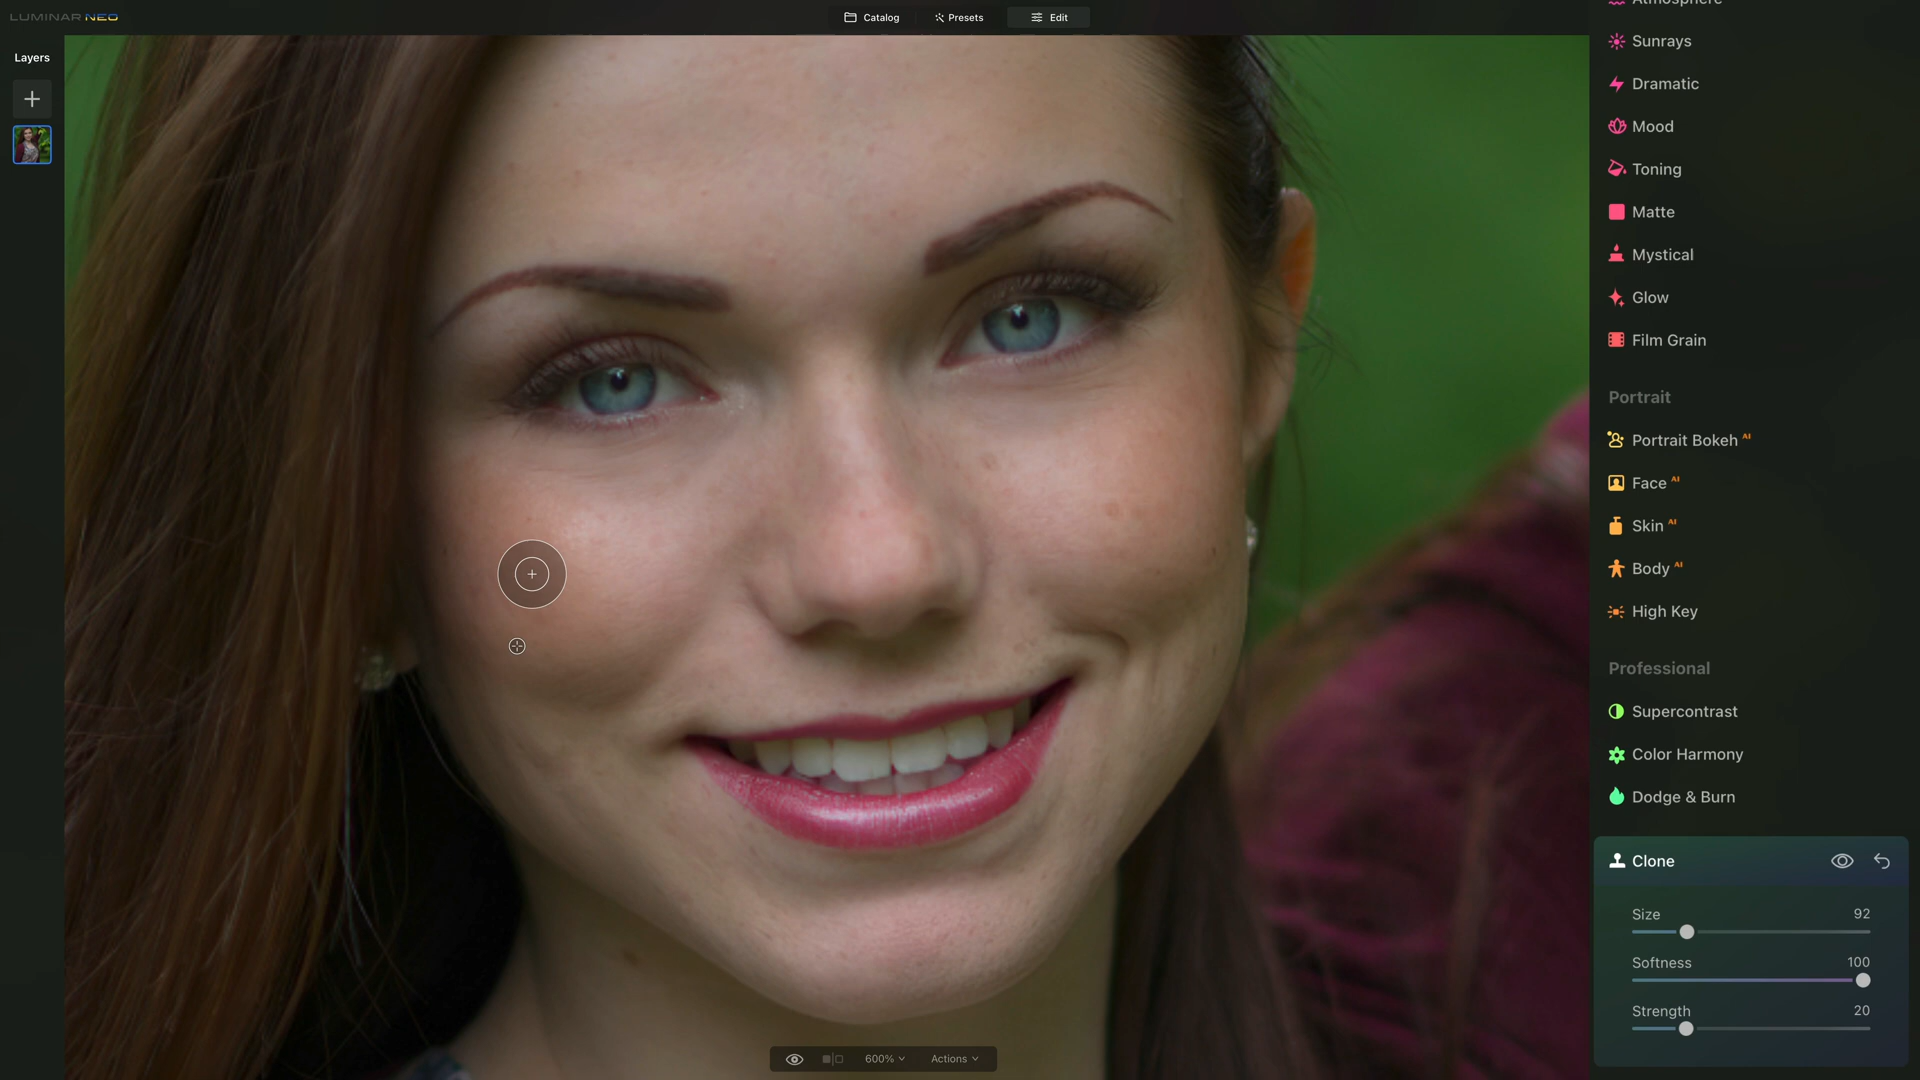 LUMINAR NEO
Catalog
Presets
Edit
Layers
Atmosphere
Sunrays
Dramatic
Mood
Toning
Matte
Mystical
Glow
Film Grain
Portrait
Portrait Bokeh AI
Face AI
Skin AI
Body AI
High Key
Professional
Supercontrast
Color Harmony
Dodge & Burn
Clone
Size 92
Softness 100
Strength 20
600%
Actions